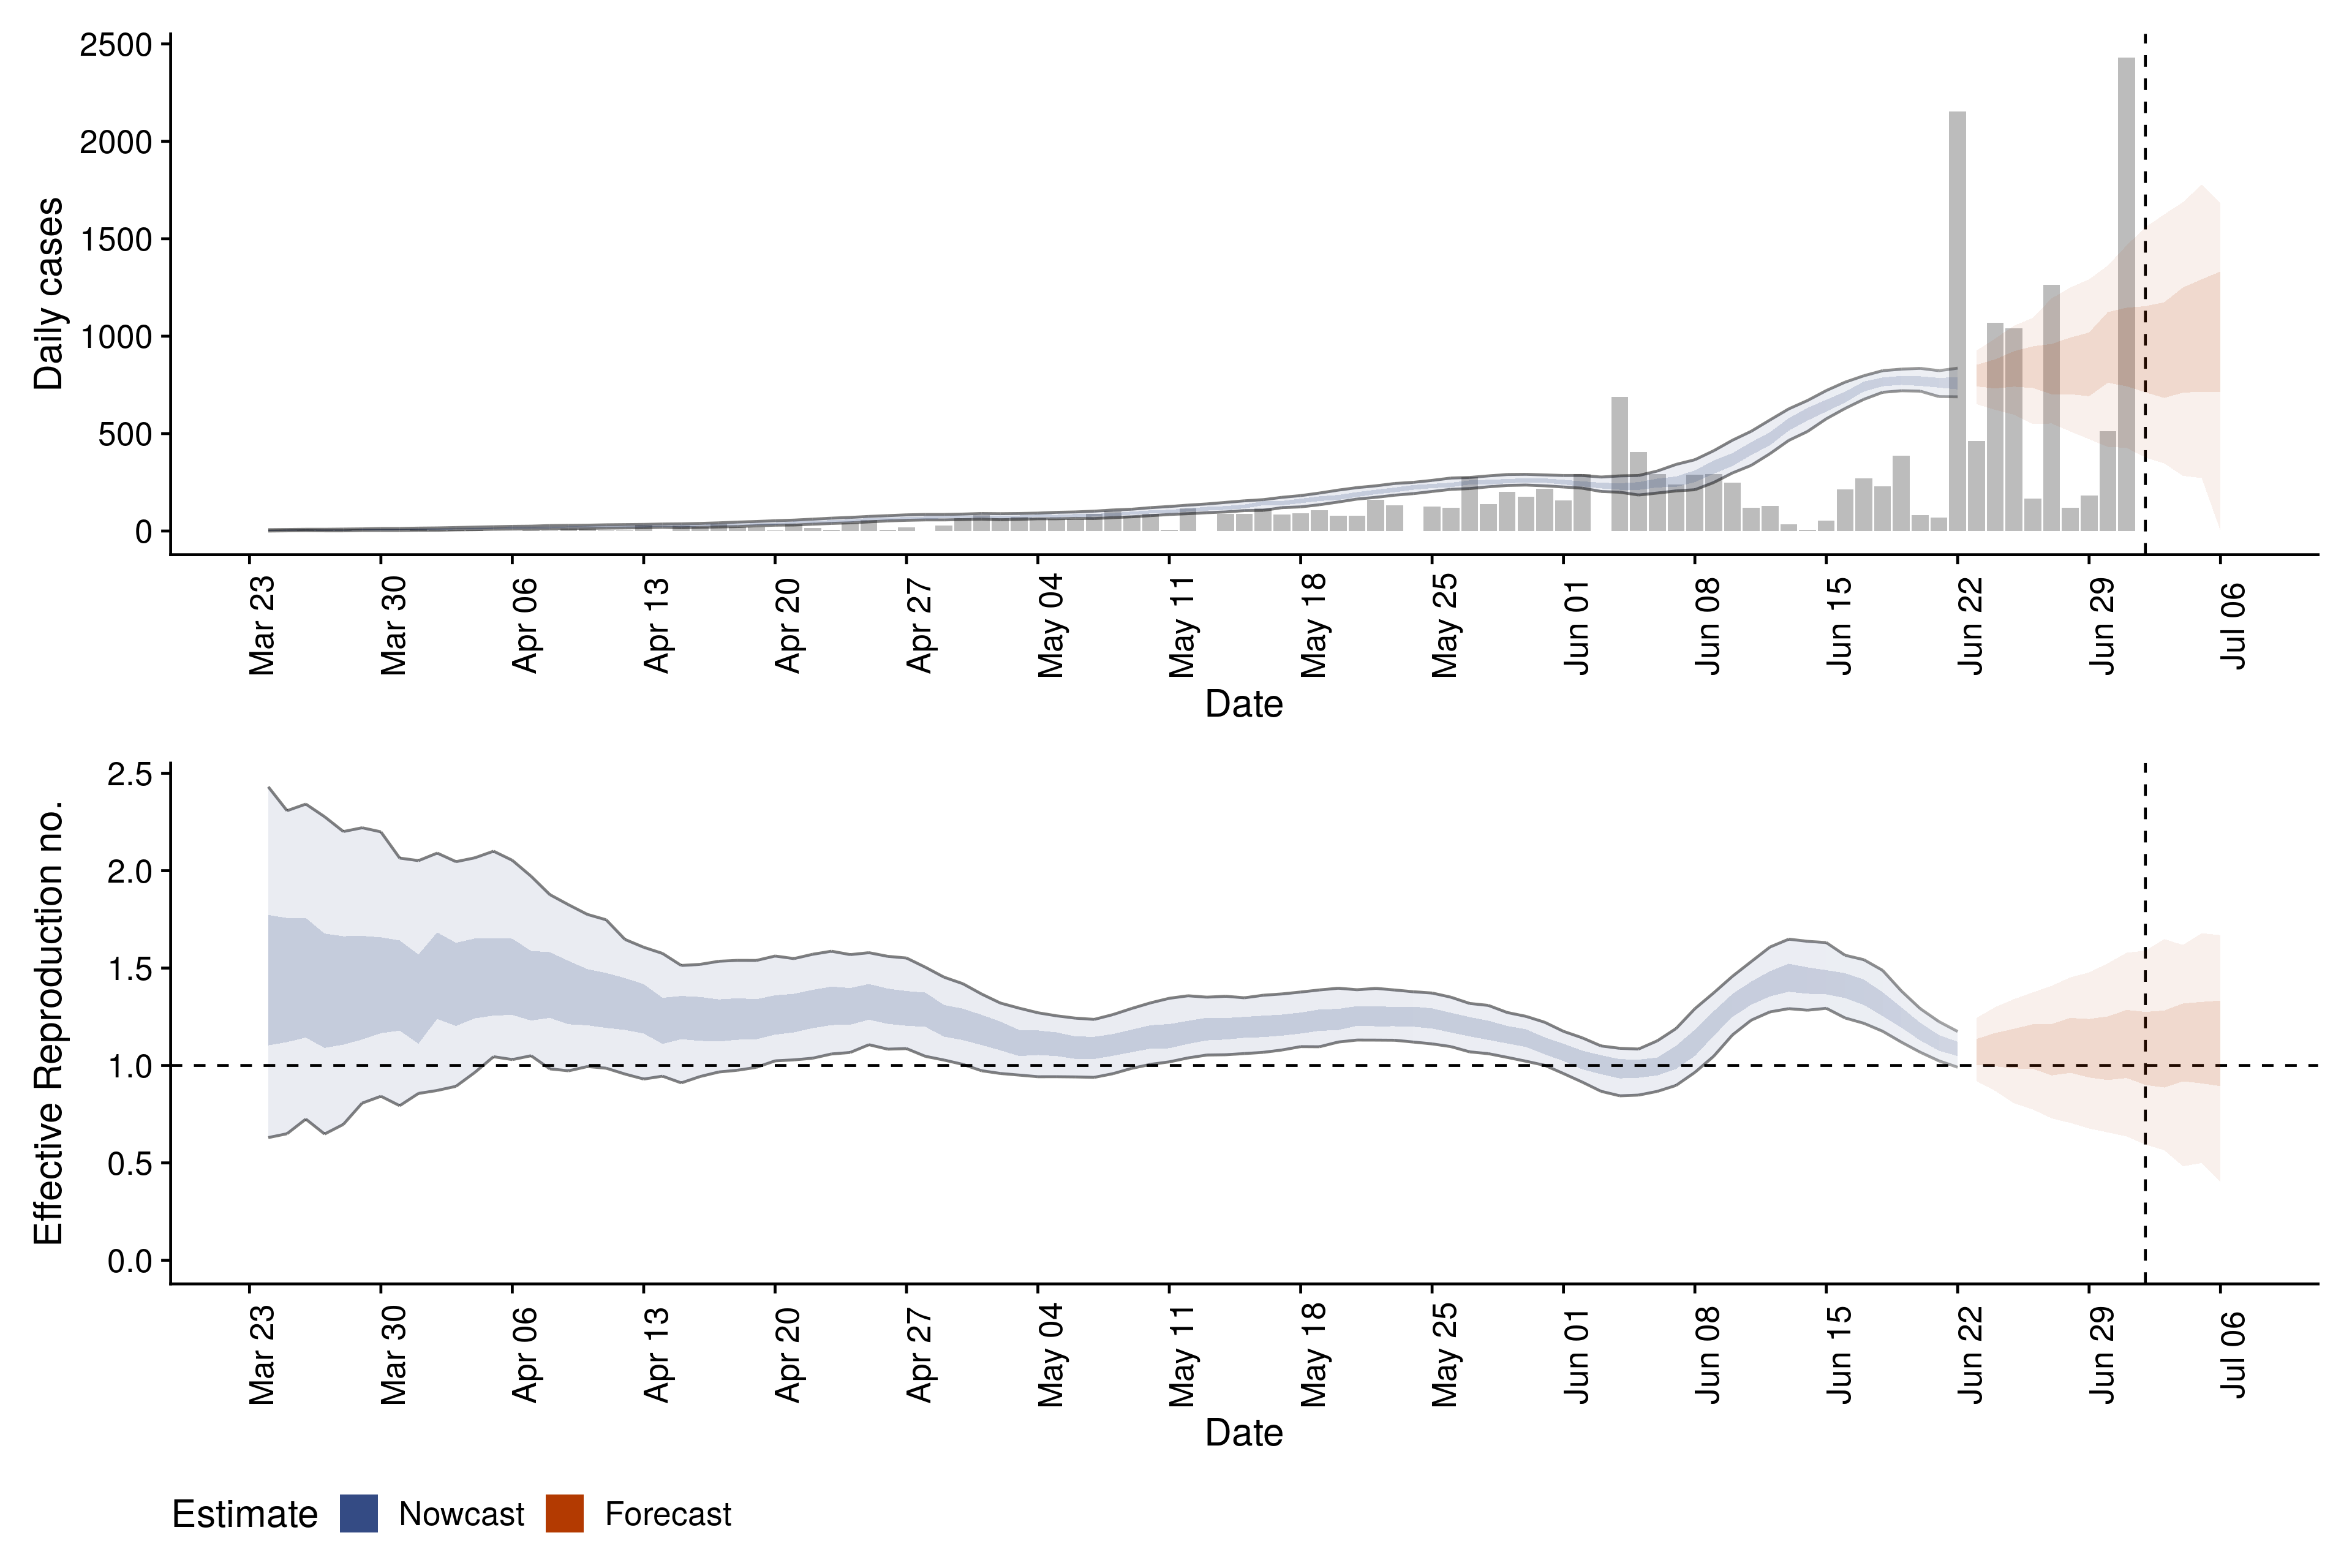 2500
2000
1500
1000
500
0
Daily cases
Mar 23 Mar 30 Apr 06 Apr 13 Apr 20 Apr 27 May 04 May 11 May 18 May 25 Jun 01 Jun 08 Jun 15 Jun 22 Jun 29 Jul 06
Date
2.5
2.0
1.5
1.0
0.5
0.0
Effective Reproduction no.
Mar 23 Mar 30 Apr 06 Apr 13 Apr 20 Apr 27 May 04 May 11 May 18 May 25 Jun 01 Jun 08 Jun 15 Jun 22 Jun 29 Jul 06
Date
Estimate Nowcast Forecast